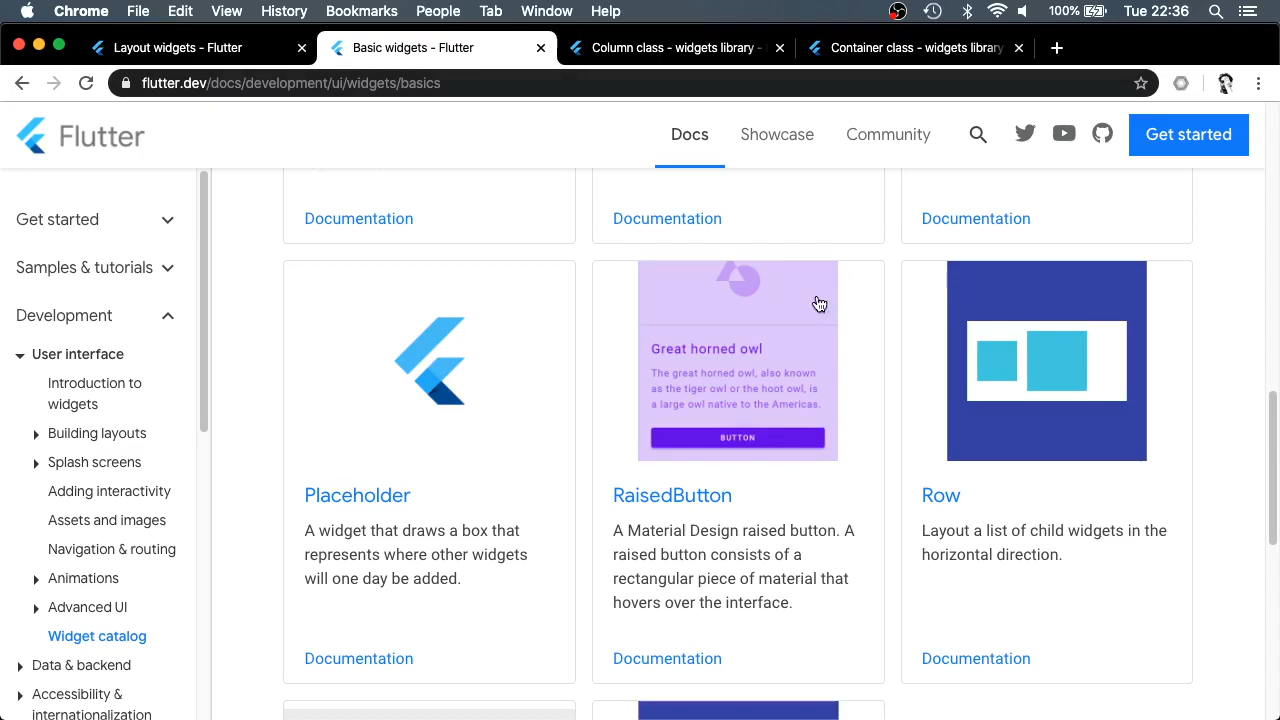 Chrome File Edit View History Bookmarks People Tab Window Help 100% Tue 22:36
Layout widgets - Flutter
Basic widgets - Flutter
Column class - widgets library -
Container class - widgets library
flutter.dev/docs/development/ui/widgets/basics
Flutter
Docs Showcase Community Get started
Get started
Samples & tutorials
Development
User interface
Introduction to
widgets
Building layouts
Splash screens
Adding interactivity
Assets and images
Navigation & routing
Animations
Advanced UI
Widget catalog
Data & backend
Accessibility &
internationalization
Documentation
Documentation
Documentation
Placeholder
A widget that draws a box that
represents where other widgets
will one day be added.
Documentation
Great horned owl
The great horned owl, also known
as the tiger owl or the hoot owl, is
a large owl native to the Americas.
BUTTON
RaisedButton
A Material Design raised button. A
raised button consists of a
rectangular piece of material that
hovers over the interface.
Documentation
Row
Layout a list of child widgets in the
horizontal direction.
Documentation